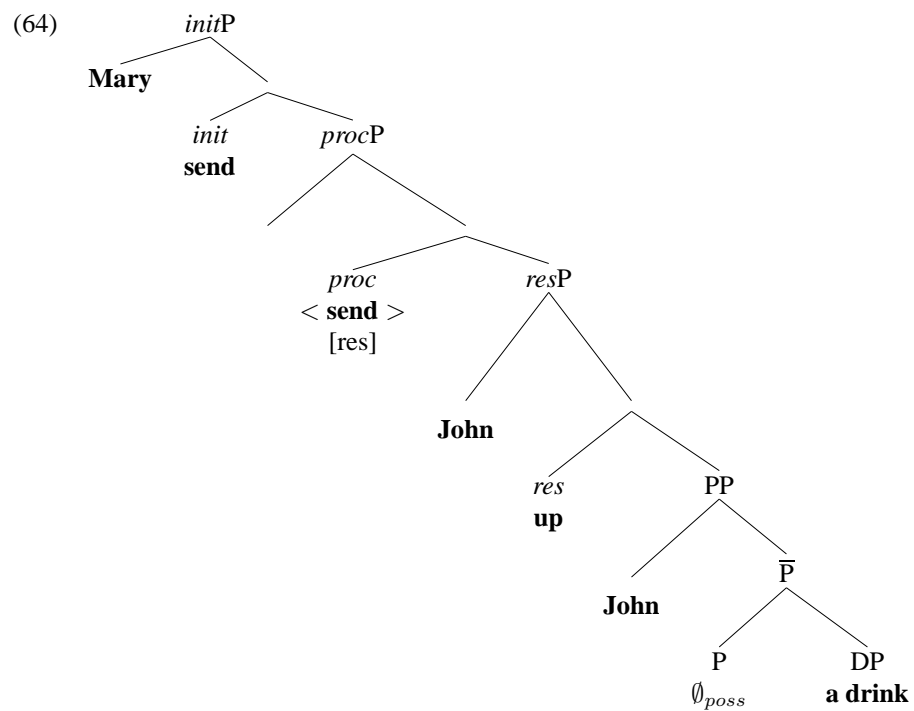 (64) initP
Mary
init procP
send
proc resP
< send >
[res]
John
res PP
up
John P̅
P DP
∅poss a drink